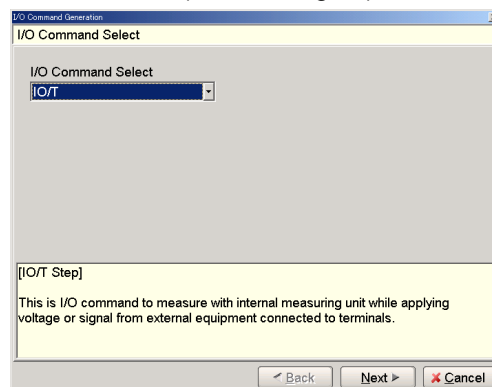 I/O Command Generation
I/O Command Select
I/O Command Select
IO/T
[IO/T Step]
This is I/O command to measure with internal measuring unit while applying
voltage or signal from external equipment connected to terminals.
Back Next Cancel